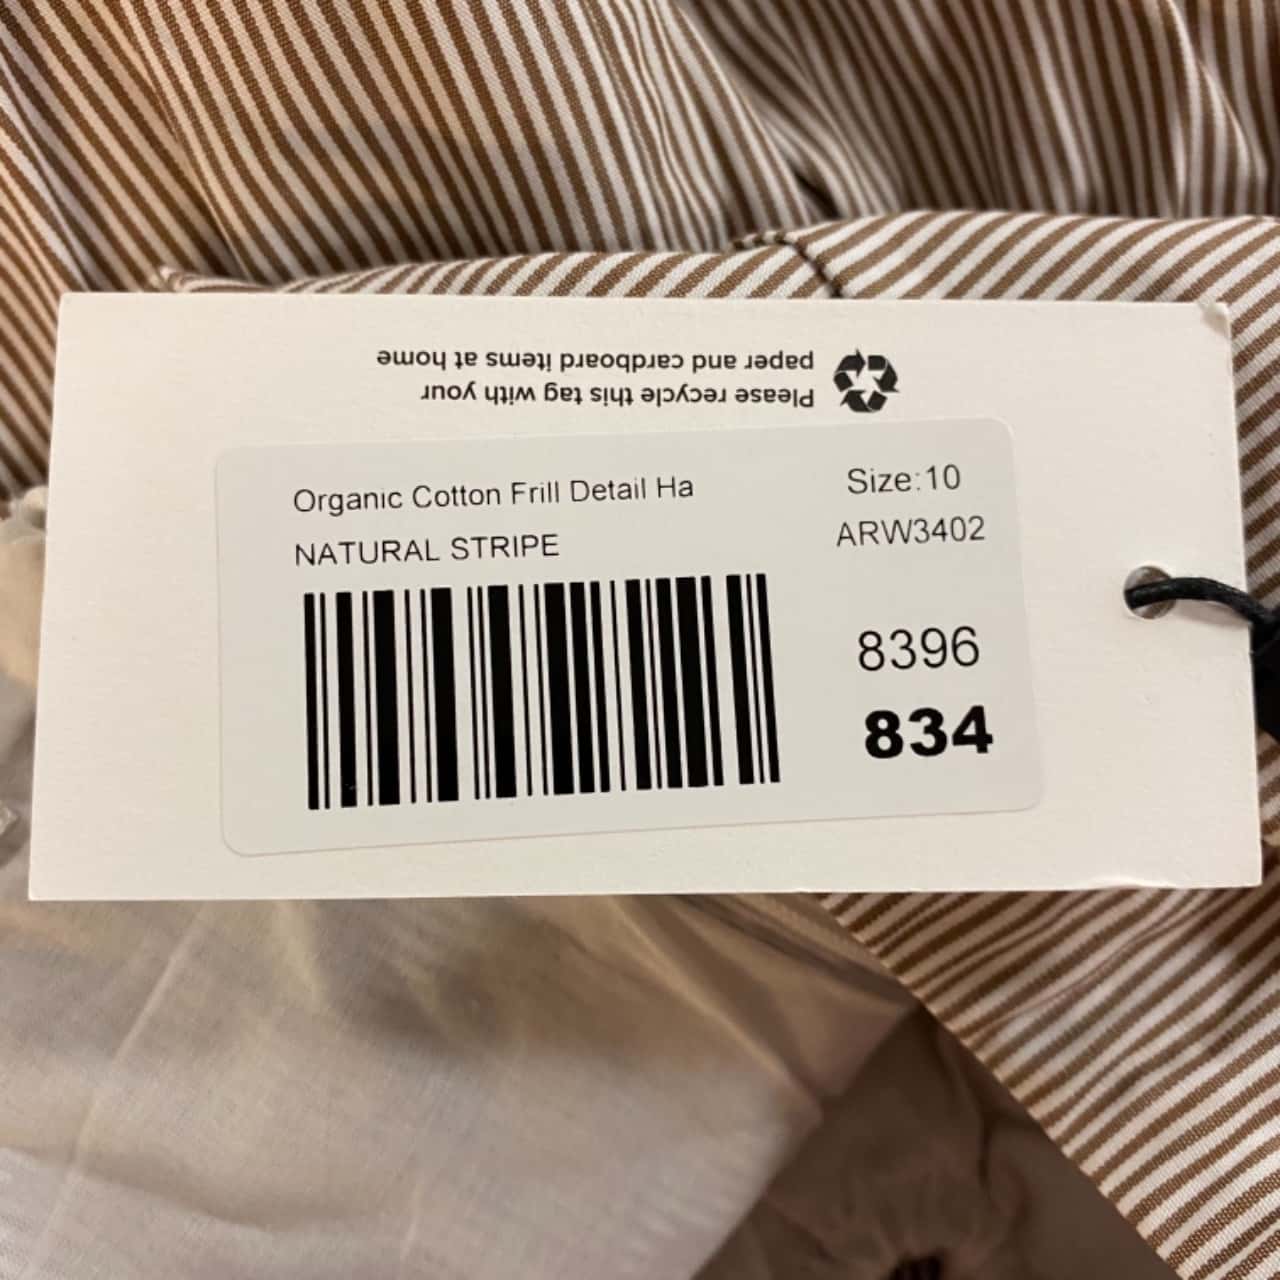 Please recycle this tag with your
paper and cardboard items at home
Organic Cotton Frill Detail Ha
NATURAL STRIPE
Size:10
ARW3402
8396
834